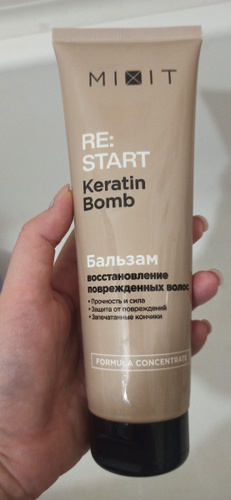 MIXIT
RE:
START
Keratin
Bomb
Бальзам
восстановление
поврежденных волос
• Прочность и сила
• Защита от повреждений
• Запечатанные кончики
FORMULA CONCENTRATE